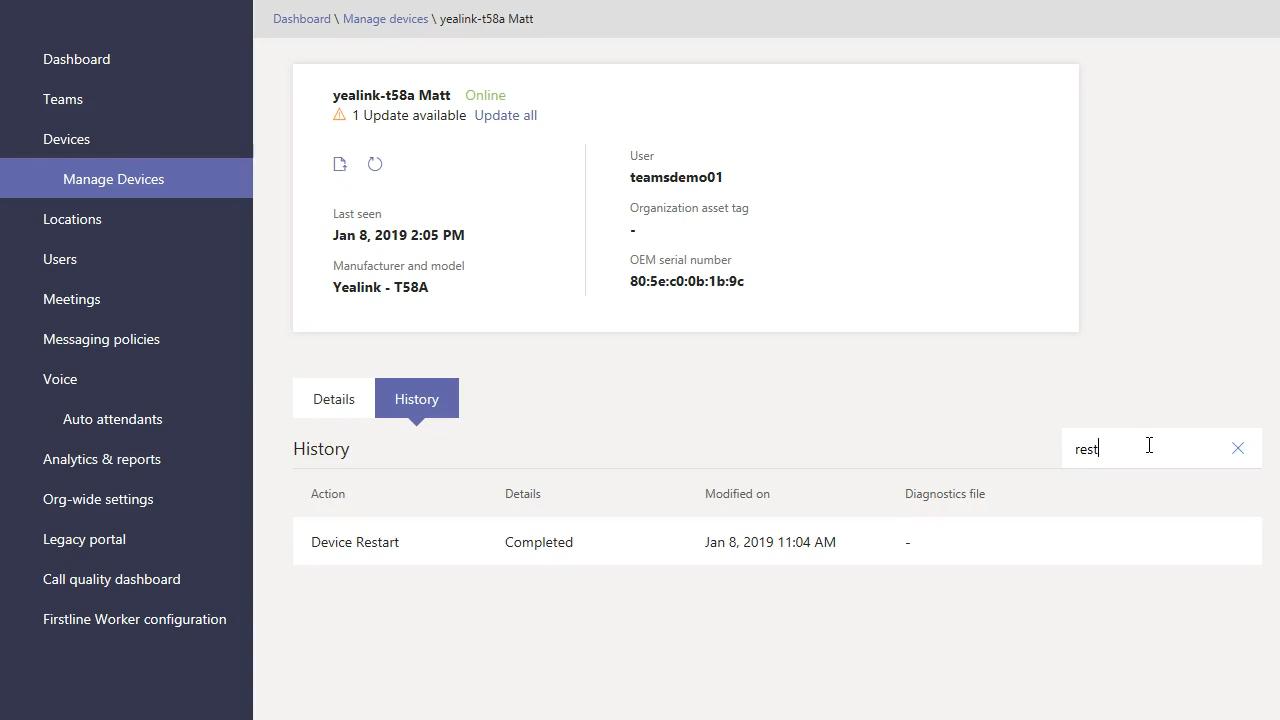 Dashboard \ Manage devices \ yealink-t58a Matt
Dashboard
Teams
Devices
Manage Devices
Locations
Users
Meetings
Messaging policies
Voice
Auto attendants
Analytics & reports
Org-wide settings
Legacy portal
Call quality dashboard
Firstline Worker configuration
yealink-t58a Matt Online
1 Update available Update all
Last seen
Jan 8, 2019 2:05 PM
Manufacturer and model
Yealink - T58A
User
teamsdemo01
Organization asset tag
-
OEM serial number
80:5e:c0:0b:1b:9c
Details History
History
rest
Action Details Modified on Diagnostics file
Device Restart Completed Jan 8, 2019 11:04 AM -